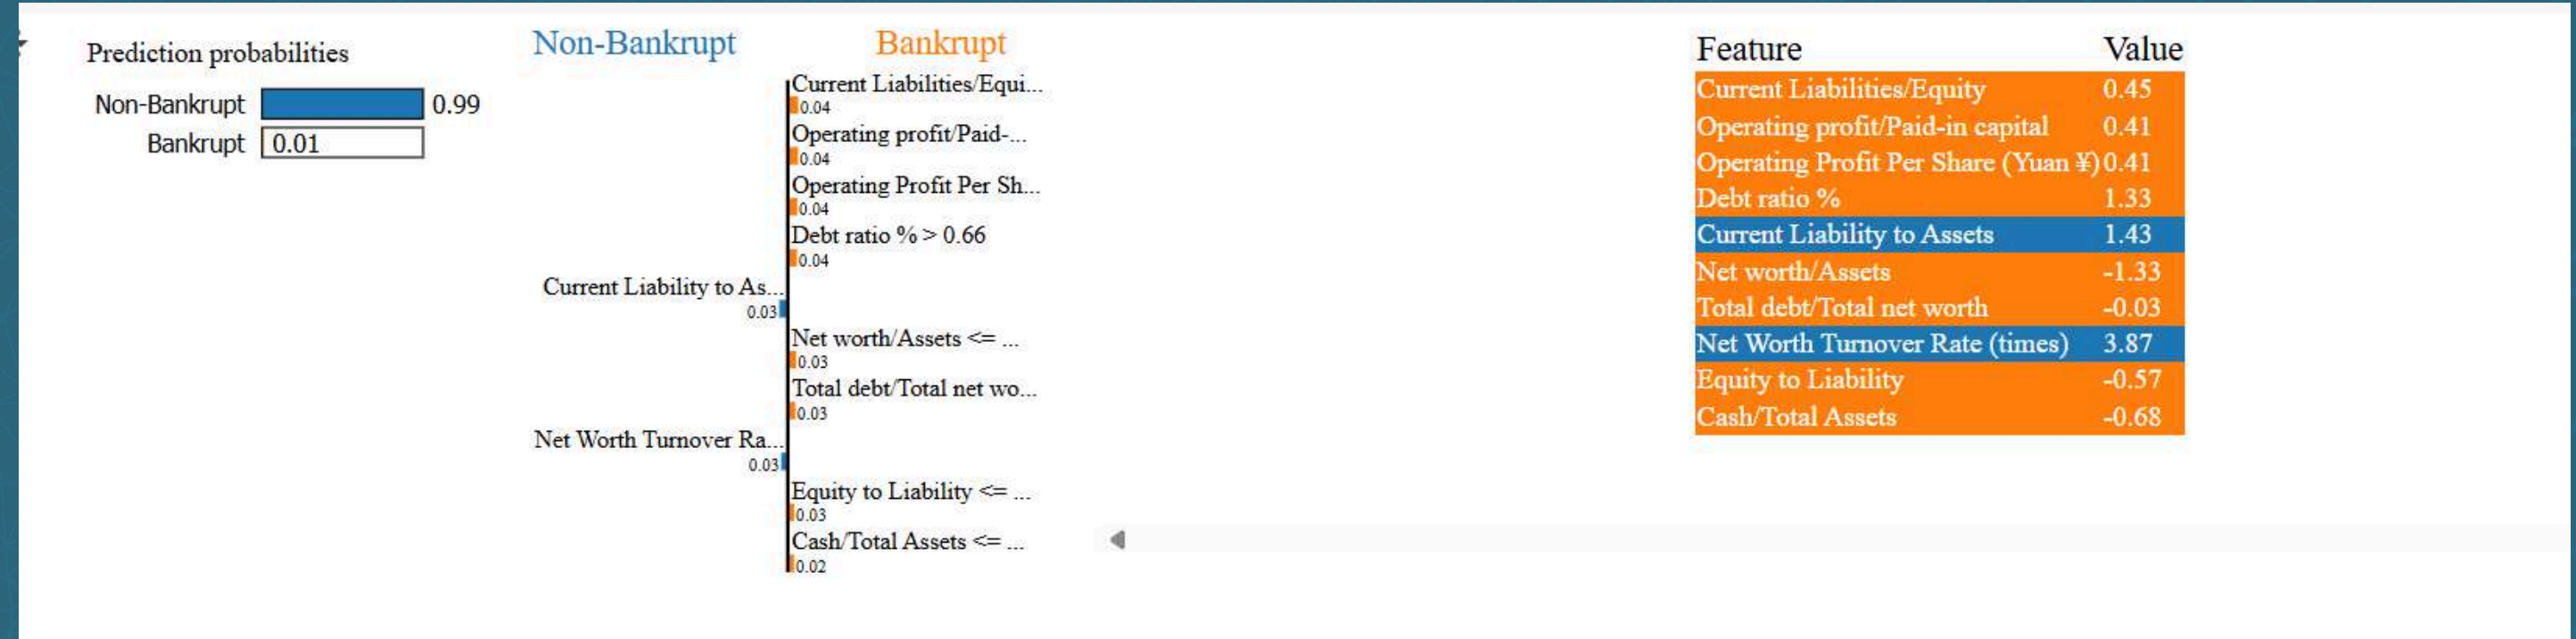 Prediction probabilities
Non-Bankrupt 0.99
Bankrupt 0.01
Non-Bankrupt Bankrupt
Current Liabilities/Equi...
0.04
Operating profit/Paid-...
0.04
Operating Profit Per Sh...
0.04
Debt ratio % > 0.66
0.04
Current Liability to As...
0.03
Net worth/Assets <= ...
0.03
Total debt/Total net wo...
0.03
Net Worth Turnover Ra...
0.03
Equity to Liability <= ...
0.03
Cash/Total Assets <= ...
0.02
Feature Value
Current Liabilities/Equity 0.45
Operating profit/Paid-in capital 0.41
Operating Profit Per Share (Yuan ¥) 0.41
Debt ratio % 1.33
Current Liability to Assets 1.43
Net worth/Assets -1.33
Total debt/Total net worth -0.03
Net Worth Turnover Rate (times) 3.87
Equity to Liability -0.57
Cash/Total Assets -0.68